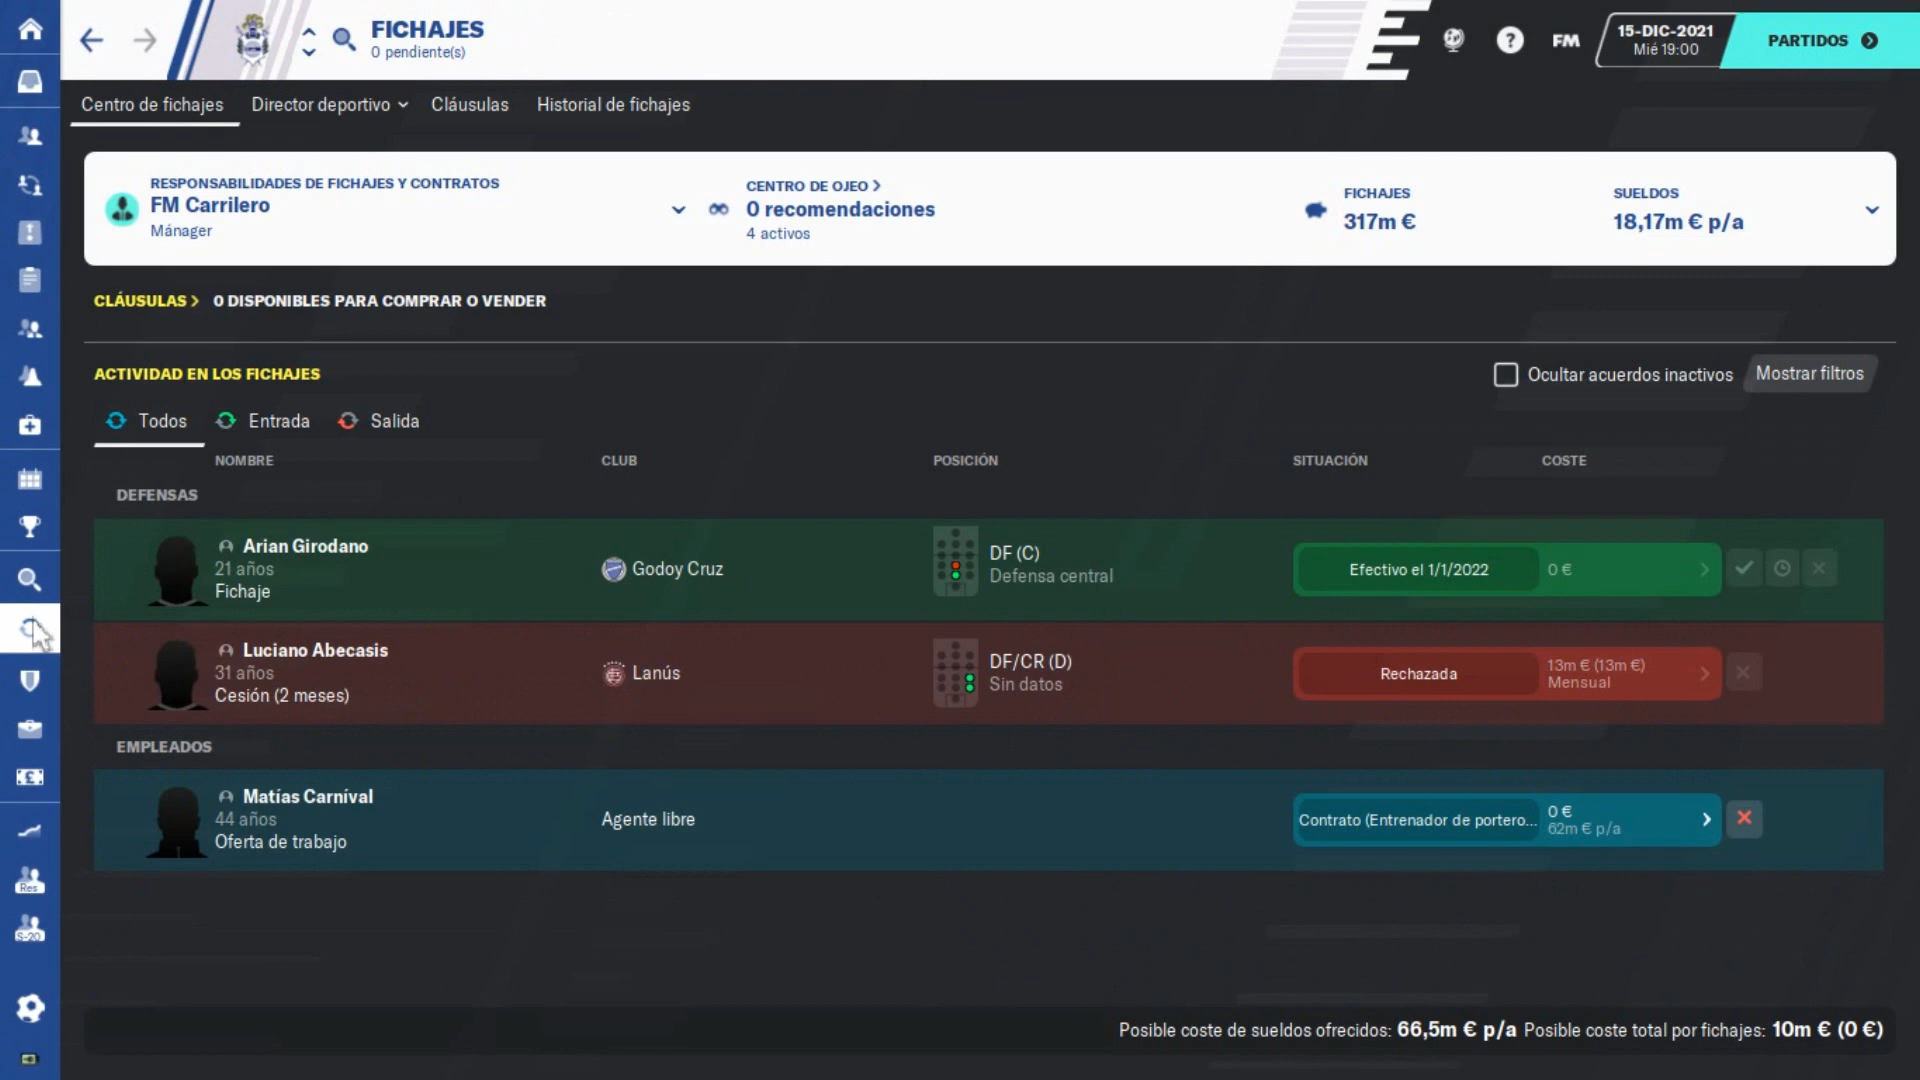 FICHAJES
0 pendiente(s)
FM
15-DIC-2021
Mié 19:00
PARTIDOS
Centro de fichajes
Director deportivo
Cláusulas
Historial de fichajes
RESPONSABILIDADES DE FICHAJES Y CONTRATOS
FM Carrilero
Mánager
CENTRO DE OJEO
0 recomendaciones
4 activos
FICHAJES
317m €
SUELDOS
18,17m € p/a
CLÁUSULAS > 0 DISPONIBLES PARA COMPRAR O VENDER
ACTIVIDAD EN LOS FICHAJES
Ocultar acuerdos inactivos
Mostrar filtros
Todos
Entrada
Salida
NOMBRE
CLUB
POSICIÓN
SITUACIÓN
COSTE
DEFENSAS
Arian Girodano
21 años
Fichaje
Godoy Cruz
DF (C)
Defensa central
Efectivo el 1/1/2022
0 €
Luciano Abecasis
31 años
Cesión (2 meses)
Lanús
DF/CR (D)
Sin datos
Rechazada
13m € (13m €)
Mensual
EMPLEADOS
Matías Carníval
44 años
Oferta de trabajo
Agente libre
Contrato (Entrenador de portero...
0 €
62m € p/a
Res
S-20
Posible coste de sueldos ofrecidos: 66,5m € p/a Posible coste total por fichajes: 10m € (0 €)